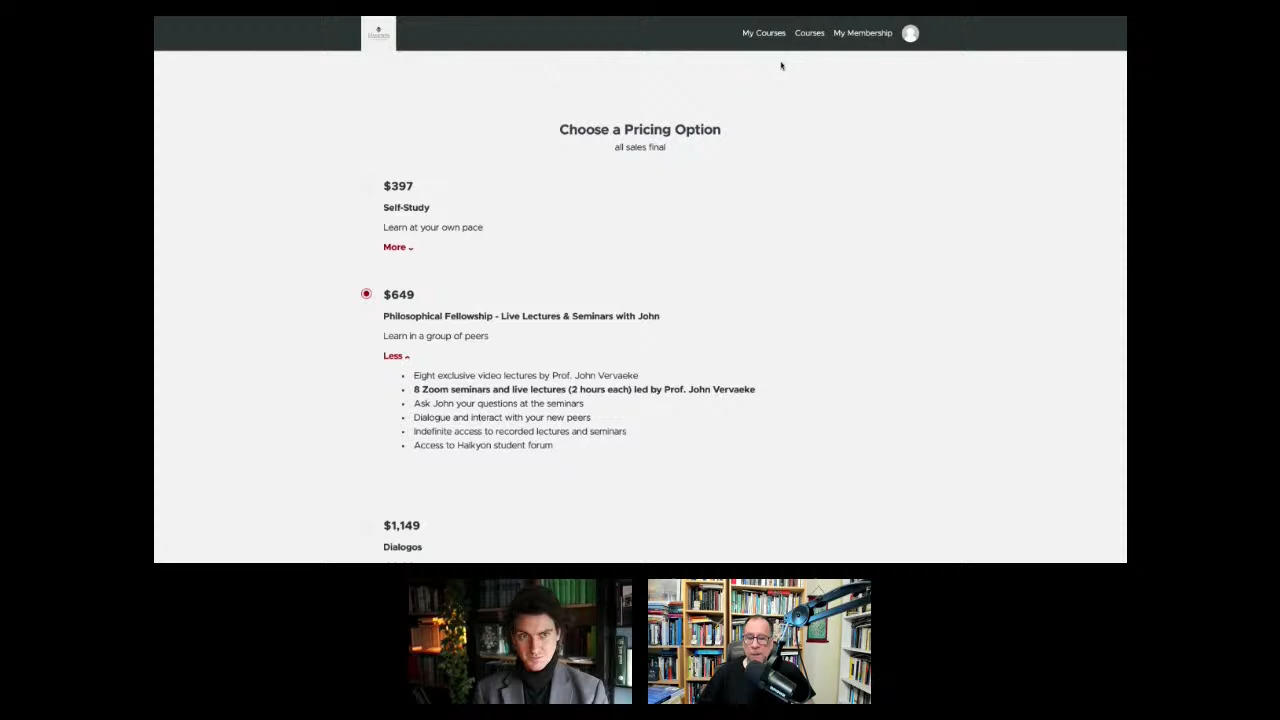 My Courses Courses My Membership
Choose a Pricing Option
all sales final
$397
Self-Study
Learn at your own pace
More
$649
Philosophical Fellowship - Live Lectures & Seminars with John
Learn in a group of peers
Less
• Eight exclusive video lectures by Prof. John Vervaeke
• 8 Zoom seminars and live lectures (2 hours each) led by Prof. John Vervaeke
• Ask John your questions at the seminars
• Dialogue and interact with your new peers
• Indefinite access to recorded lectures and seminars
• Access to Halkyon student forum
$1,149
Dialogos